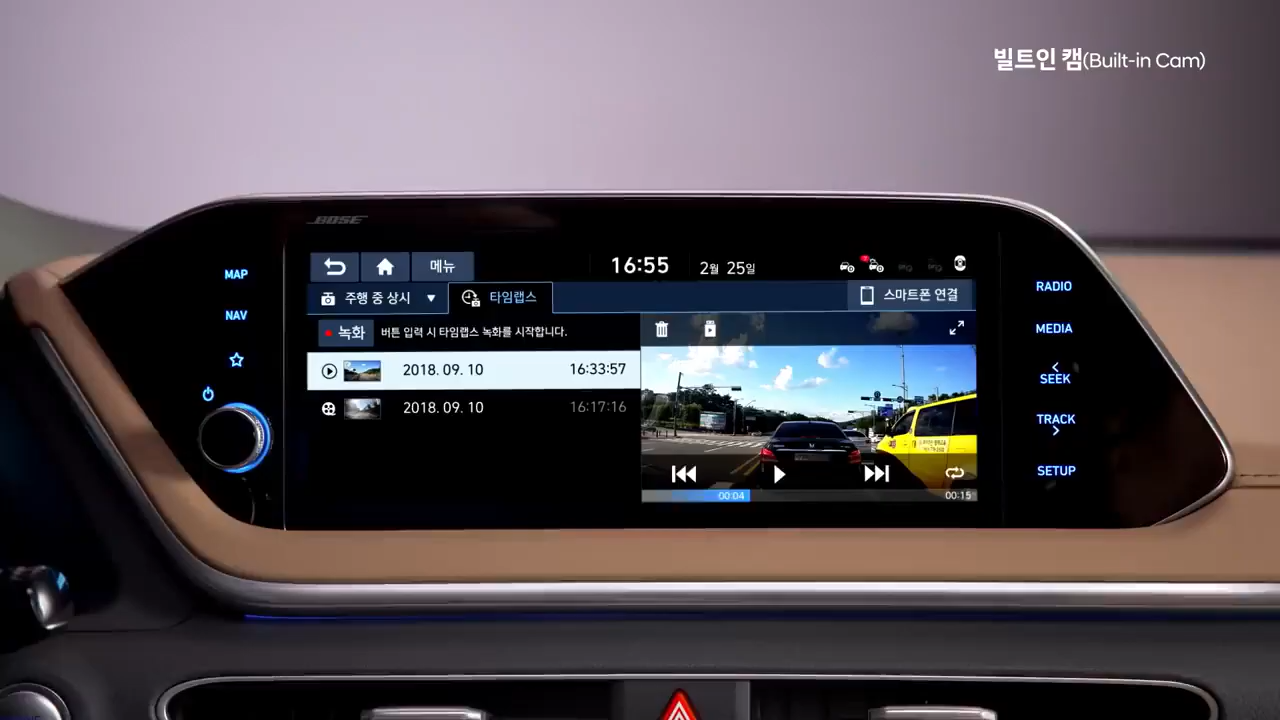 빌트인 캠(Built-in Cam)
BOSE
MAP
NAV
메뉴
16:55
2월 25일
주행 중 상시 ▼
타임랩스
스마트폰 연결
녹화
버튼 입력 시 타임랩스 녹화를 시작합니다.
2018. 09. 10
16:33:57
2018. 09. 10
16:17:16
00:04
00:15
RADIO
MEDIA
SEEK
TRACK
SETUP